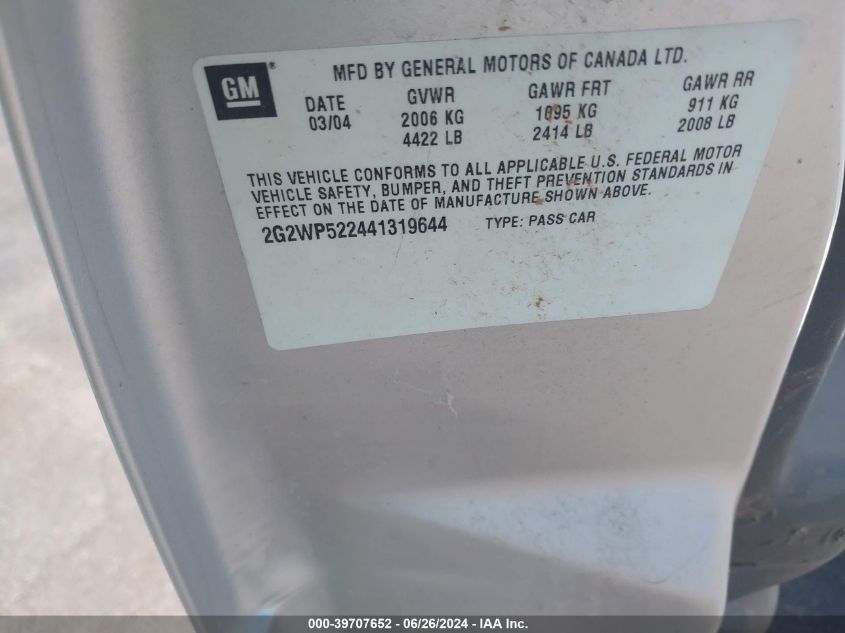 GM
MFD BY GENERAL MOTORS OF CANADA LTD.
DATE GVWR GAWR FRT GAWR RR
03/04 2006 KG 1095 KG 911 KG
4422 LB 2414 LB 2008 LB
THIS VEHICLE CONFORMS TO ALL APPLICABLE U.S. FEDERAL MOTOR
VEHICLE SAFETY, BUMPER, AND THEFT PREVENTION STANDARDS IN
EFFECT ON THE DATE OF MANUFACTURE SHOWN ABOVE.
2G2WP522441319644 TYPE: PASS CAR
000-39707652 - 06/26/2024 - IAA Inc.